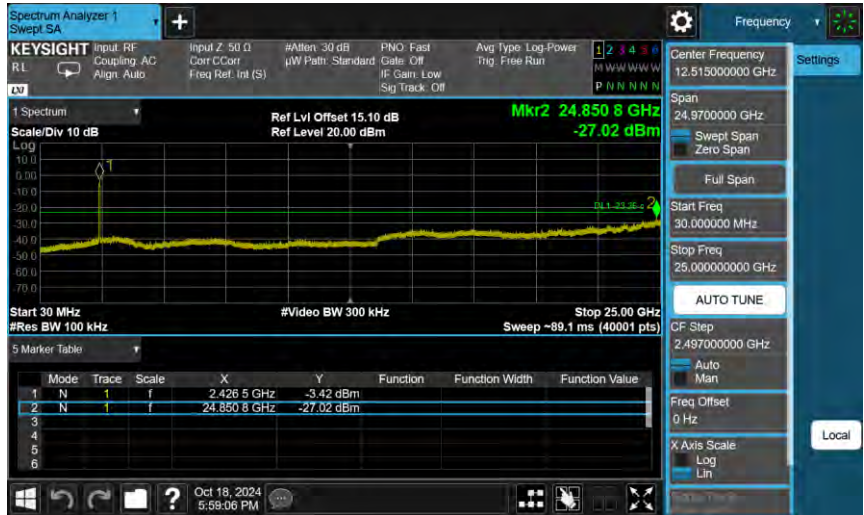 Spectrum Analyzer 1
Swept SA
+
Frequency
KEYSIGHT
RL
LXI
Input: RF
Coupling: AC
Align: Auto
Input Z: 50 Ω
Corr CCorr
Freq Ref: Int (S)
#Atten: 30 dB
µW Path: Standard
PNO: Fast
Gate: Off
IF Gain: Low
Sig Track: Off
Avg Type: Log-Power
Trig: Free Run
1 2 3 4 5 6
M W W W W W
P N N N N N
1 Spectrum
Scale/Div 10 dB
Ref Lvl Offset 15.10 dB
Ref Level 20.00 dBm
Mkr2 24.850 8 GHz
-27.02 dBm
Log
10.0
0.00
-10.0
-20.0
-30.0
-40.0
-50.0
-60.0
-70.0
1
2
Start 30 MHz
#Res BW 100 kHz
#Video BW 300 kHz
Stop 25.00 GHz
Sweep ~89.1 ms (40001 pts)
5 Marker Table
Mode Trace Scale X Y Function Function Width Function Value
1 N 1 f 2.426 5 GHz -3.42 dBm
2 N 1 f 24.850 8 GHz -27.02 dBm
3
4
5
6
Oct 18, 2024
5:59:06 PM
Center Frequency
12.515000000 GHz
Span
24.9700000 GHz
Swept Span
Zero Span
Full Span
Start Freq
30.000000 MHz
Stop Freq
25.000000000 GHz
AUTO TUNE
CF Step
2.497000000 GHz
Auto
Man
Freq Offset
0 Hz
X Axis Scale
Log
Lin
Settings
Local